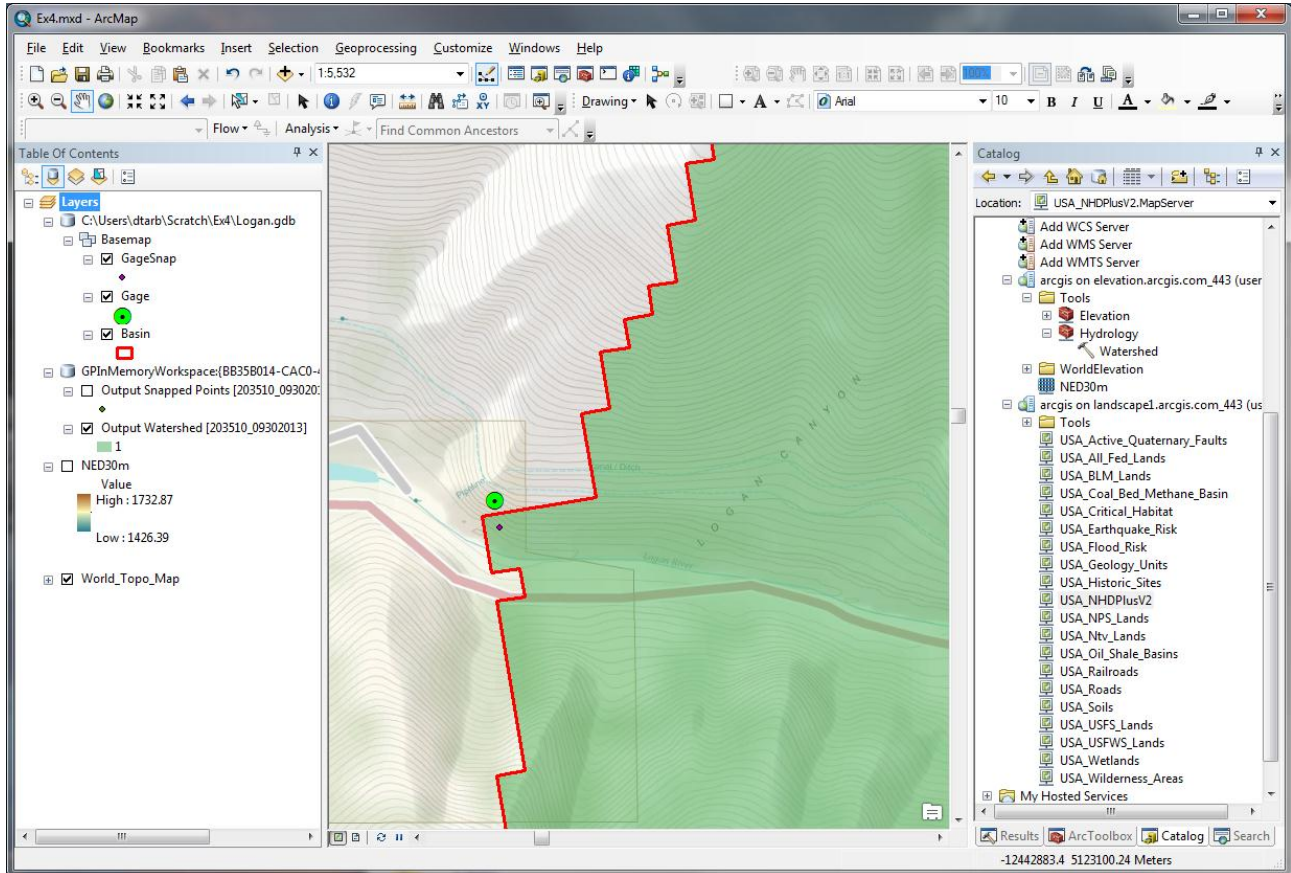 Ex4.mxd - ArcMap
File Edit View Bookmarks Insert Selection Geoprocessing Customize Windows Help
1:5,532
100%
Drawing
A
Arial
10
B I U A
Flow
Analysis
Find Common Ancestors
Table Of Contents
Layers
C:\Users\dtarb\Scratch\Ex4\Logan.gdb
Basemap
GageSnap
Gage
Basin
GPInMemoryWorkspace:{BB35B014-CAC0-4
Output Snapped Points [203510_0930201
Output Watershed [203510_09302013]
1
NED30m
Value
High : 1732.87
Low : 1426.39
World_Topo_Map
Canal / Ditch
Pipeline
LOGAN CANYON
Logan River
Catalog
Location: USA_NHDPlusV2.MapServer
Add WCS Server
Add WMS Server
Add WMTS Server
arcgis on elevation.arcgis.com_443 (user
Tools
Elevation
Hydrology
Watershed
WorldElevation
NED30m
arcgis on landscape1.arcgis.com_443 (us
Tools
USA_Active_Quaternary_Faults
USA_All_Fed_Lands
USA_BLM_Lands
USA_Coal_Bed_Methane_Basin
USA_Critical_Habitat
USA_Earthquake_Risk
USA_Flood_Risk
USA_Geology_Units
USA_Historic_Sites
USA_NHDPlusV2
USA_NPS_Lands
USA_Ntv_Lands
USA_Oil_Shale_Basins
USA_Railroads
USA_Roads
USA_Soils
USA_USFS_Lands
USA_USFWS_Lands
USA_Wetlands
USA_Wilderness_Areas
My Hosted Services
Results ArcToolbox Catalog Search
-12442883.4 5123100.24 Meters